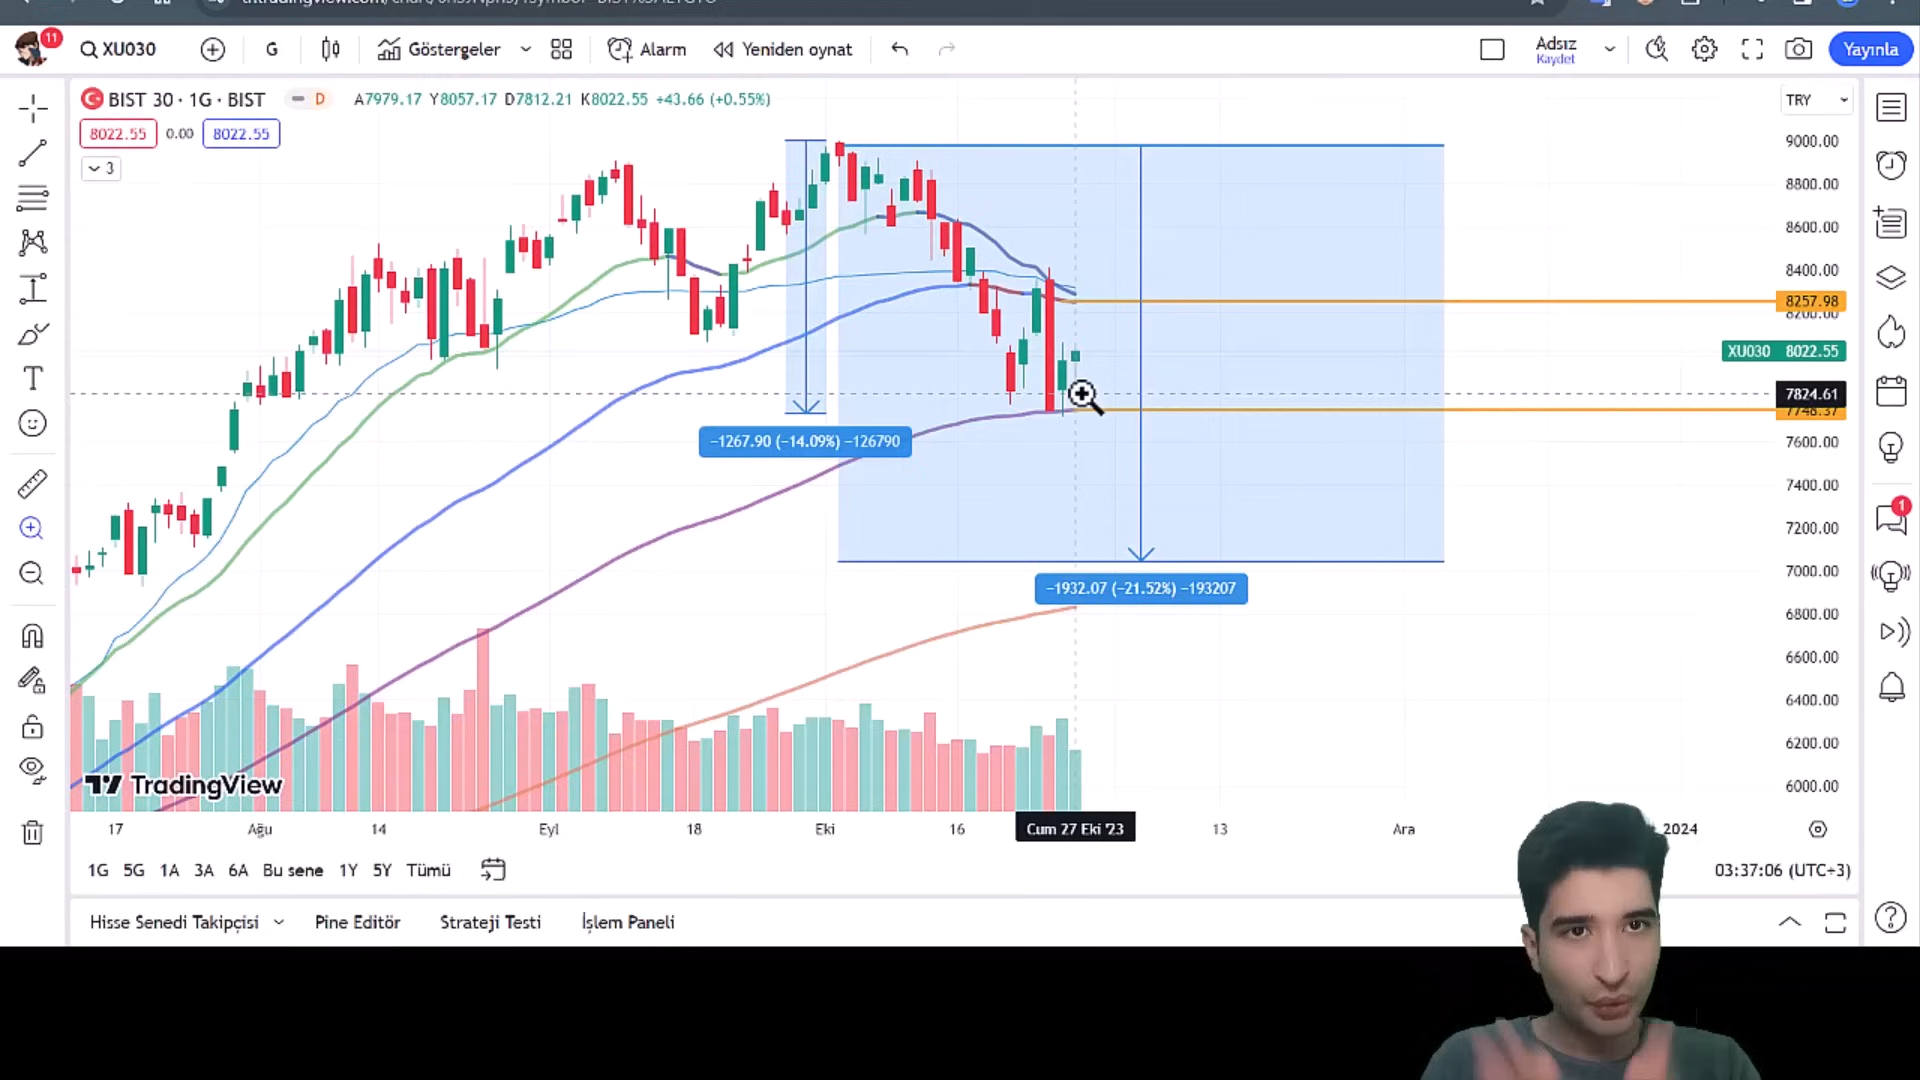 11
XU030
G
Göstergeler
Alarm
Yeniden oynat
Adsız
Kaydet
Yayınla
BIST 30 · 1G · BIST
D
A7979.17 Y8057.17 D7812.21 K8022.55 +43.66 (+0.55%)
TRY
8022.55 0.00 8022.55
3
9000.00
8800.00
8600.00
8400.00
8257.98
8200.00
XU030 8022.55
7824.61
7748.37
7600.00
7400.00
7200.00
7000.00
6800.00
6600.00
6400.00
6200.00
6000.00
−1267.90 (−14.09%) −126790
−1932.07 (−21.52%) −193207
1
TradingView
17 Ağu 14 Eyl 18 Eki 16 Cum 27 Eki '23 13 Ara 2024
1G 5G 1A 3A 6A Bu sene 1Y 5Y Tümü
03:37:06 (UTC+3)
Hisse Senedi Takipçisi Pine Editör Strateji Testi İşlem Paneli